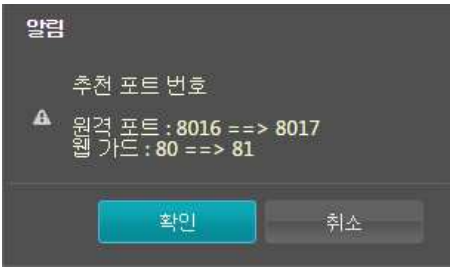 알림
추천 포트 번호
원격 포트 : 8016 ==> 8017
웹 가드 : 80 ==> 81
확인
취소